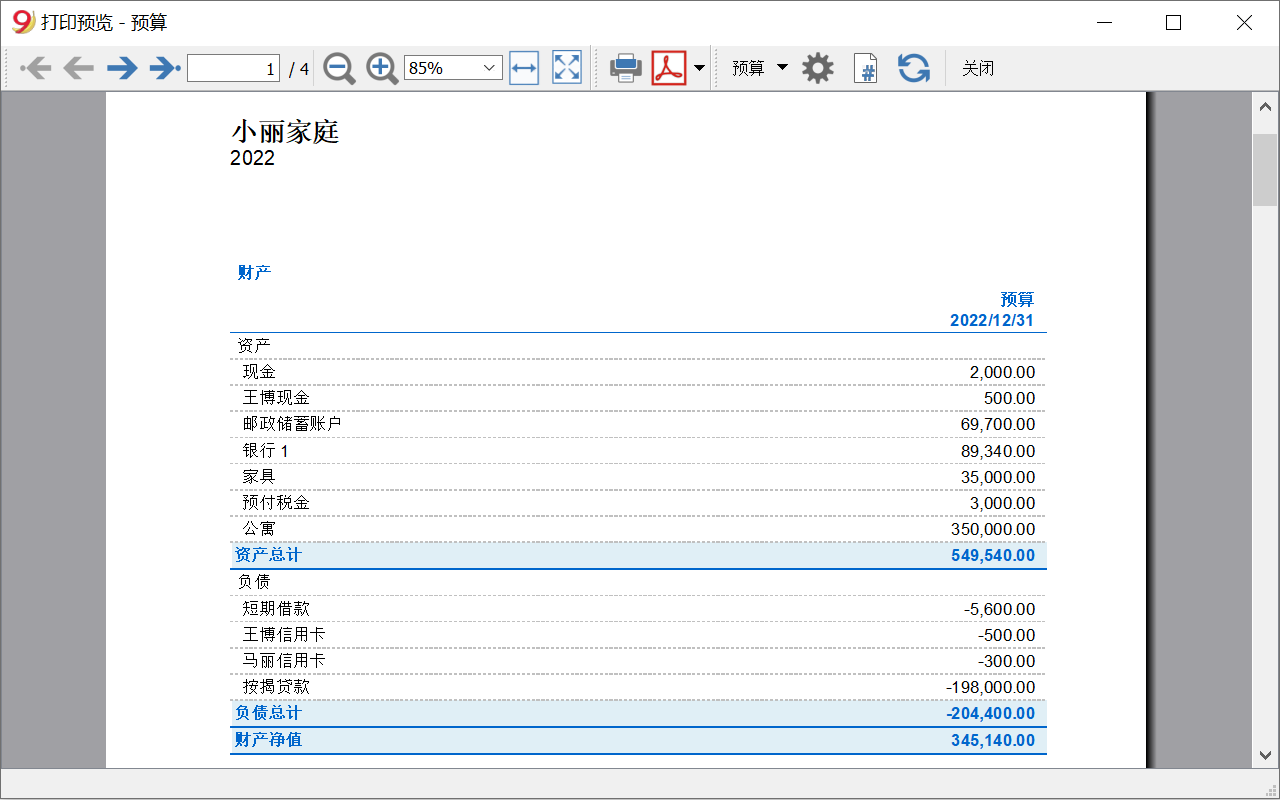 打印预览 - 预算
1 / 4 85% 预算 # 关闭
小丽家庭
2022
财产
预算
2022/12/31
资产
现金 2,000.00
王博现金 500.00
邮政储蓄账户 69,700.00
银行 1 89,340.00
家具 35,000.00
预付税金 3,000.00
公寓 350,000.00
资产总计 549,540.00
负债
短期借款 -5,600.00
王博信用卡 -500.00
马丽信用卡 -300.00
按揭贷款 -198,000.00
负债总计 -204,400.00
财产净值 345,140.00